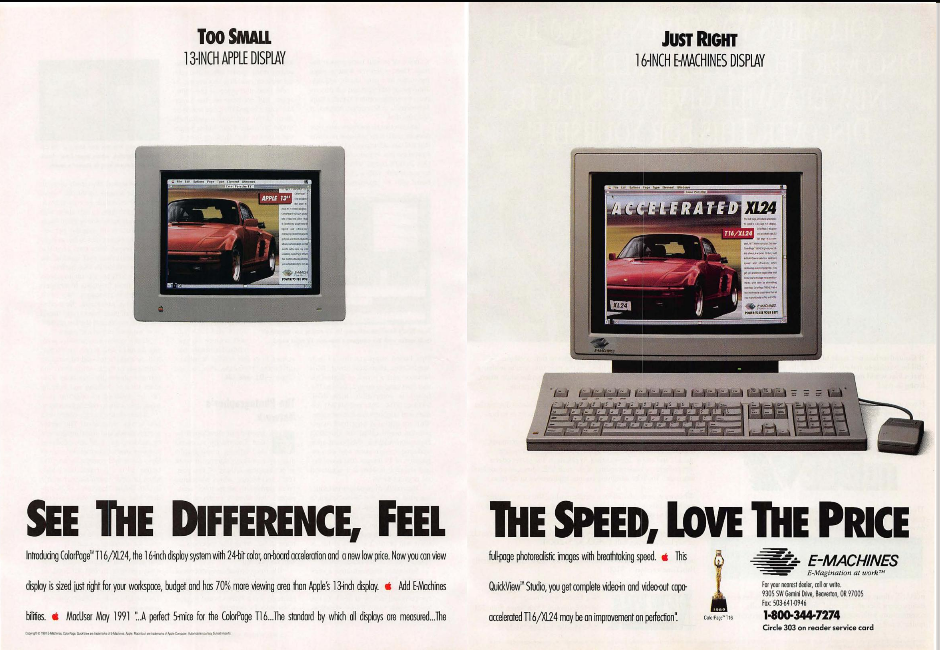 TOO SMALL
13-INCH APPLE DISPLAY
JUST RIGHT
16-INCH E-MACHINES DISPLAY
APPLE 13"
ACCELERATED XL24
T16/XL24
XL24
E-MACHINES
SEE THE DIFFERENCE, FEEL THE SPEED, LOVE THE PRICE
Introducing ColorPage™ T16/XL24, the 16-inch display system with 24-bit color, on-board acceleration and a new low price. Now you can view full-page photorealistic images with breathtaking speed. This
display is sized just right for your workspace, budget and has 70% more viewing area than Apple's 13-inch display. Add E-Machines QuickView™ Studio, you get complete video-in and video-out capa-
bilities. MacUser May 1991 "...A perfect 5-mice for the ColorPage T16...The standard by which all displays are measured...The accelerated T16/XL24 may be an improvement on perfection".
1990
ColorPage™ T16
E-MACHINES
E-Magination at work™
For your nearest dealer, call or write.
9305 SW Gemini Drive, Beaverton, OR 97005
Fax: 503-641-0946
1-800-344-7274
Circle 303 on reader service card